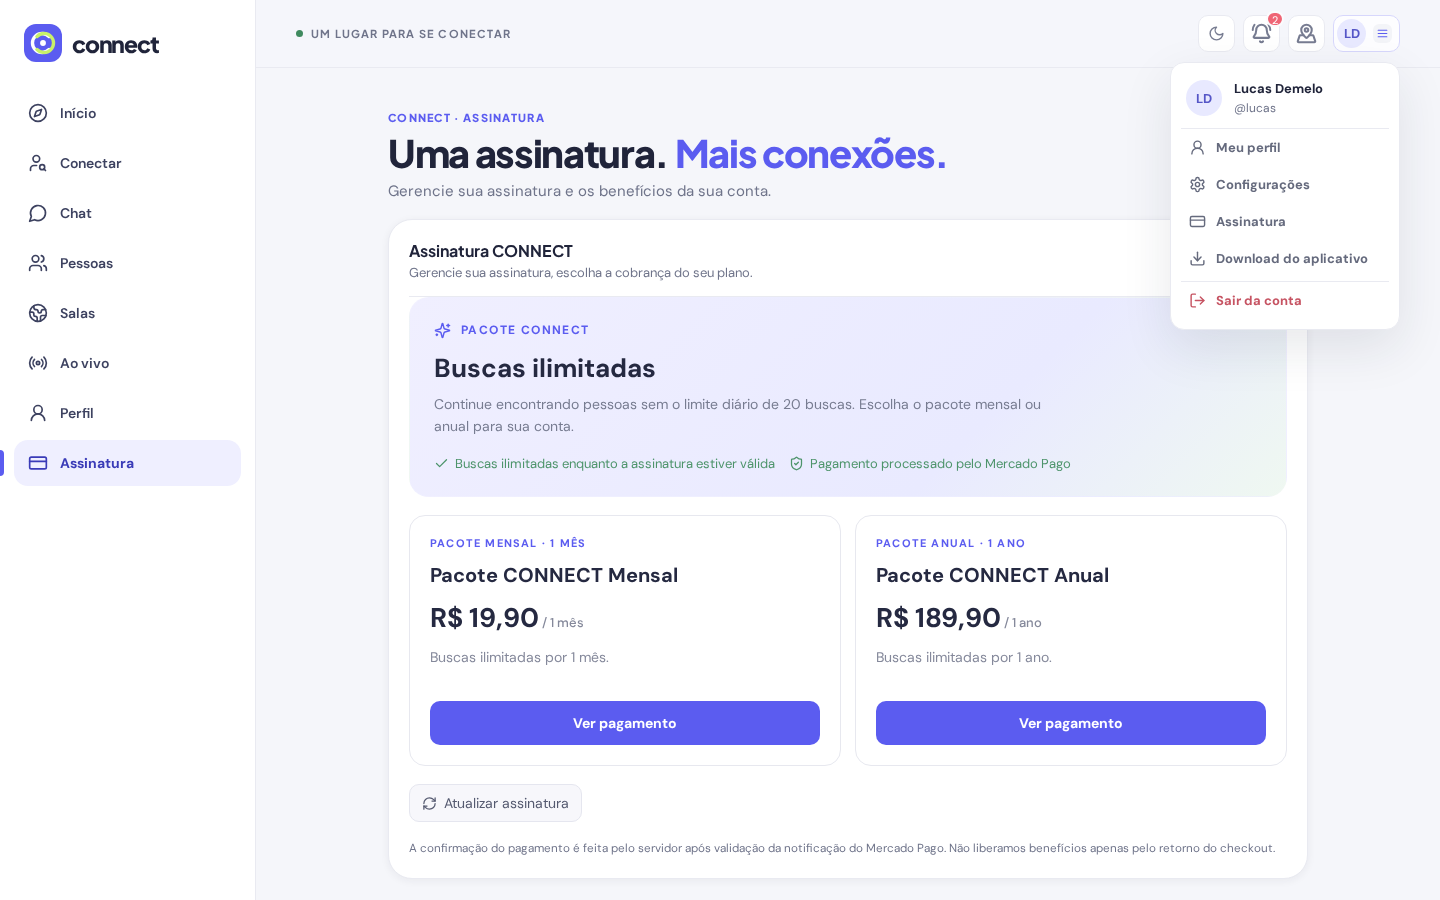 connect
Início
Conectar
Chat
Pessoas
Salas
Ao vivo
Perfil
Assinatura
UM LUGAR PARA SE CONECTAR
2
LD
LD
Lucas Demelo
@lucas
Meu perfil
Configurações
Assinatura
Download do aplicativo
Sair da conta
CONNECT · ASSINATURA
Uma assinatura. Mais conexões.
Gerencie sua assinatura e os benefícios da sua conta.
Assinatura CONNECT
Gerencie sua assinatura, escolha a cobrança do seu plano.
PACOTE CONNECT
Buscas ilimitadas
Continue encontrando pessoas sem o limite diário de 20 buscas. Escolha o pacote mensal ou
anual para sua conta.
Buscas ilimitadas enquanto a assinatura estiver válida
Pagamento processado pelo Mercado Pago
PACOTE MENSAL · 1 MÊS
Pacote CONNECT Mensal
R$ 19,90 / 1 mês
Buscas ilimitadas por 1 mês.
Ver pagamento
PACOTE ANUAL · 1 ANO
Pacote CONNECT Anual
R$ 189,90 / 1 ano
Buscas ilimitadas por 1 ano.
Ver pagamento
Atualizar assinatura
A confirmação do pagamento é feita pelo servidor após validação da notificação do Mercado Pago. Não liberamos benefícios apenas pelo retorno do checkout.